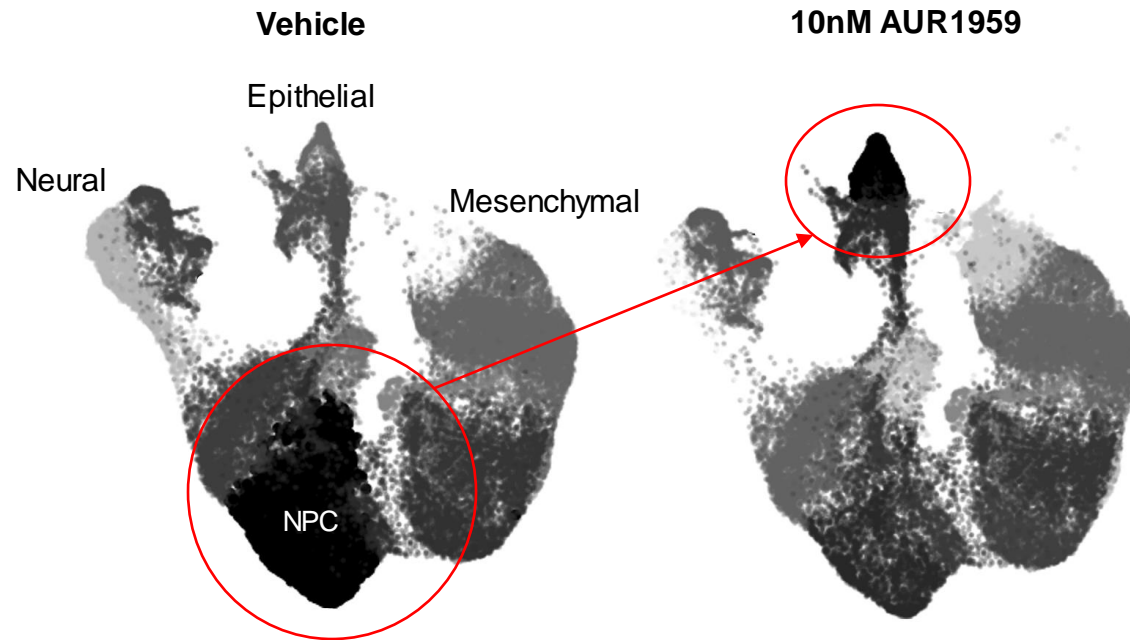 Vehicle
10nM AUR1959
Epithelial
Neural
Mesenchymal
NPC